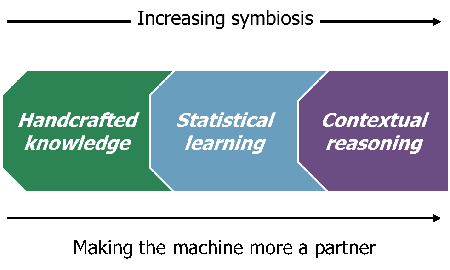 Increasing symbiosis
Handcrafted
knowledge
Statistical
learning
Contextual
reasoning
Making the machine more a partner